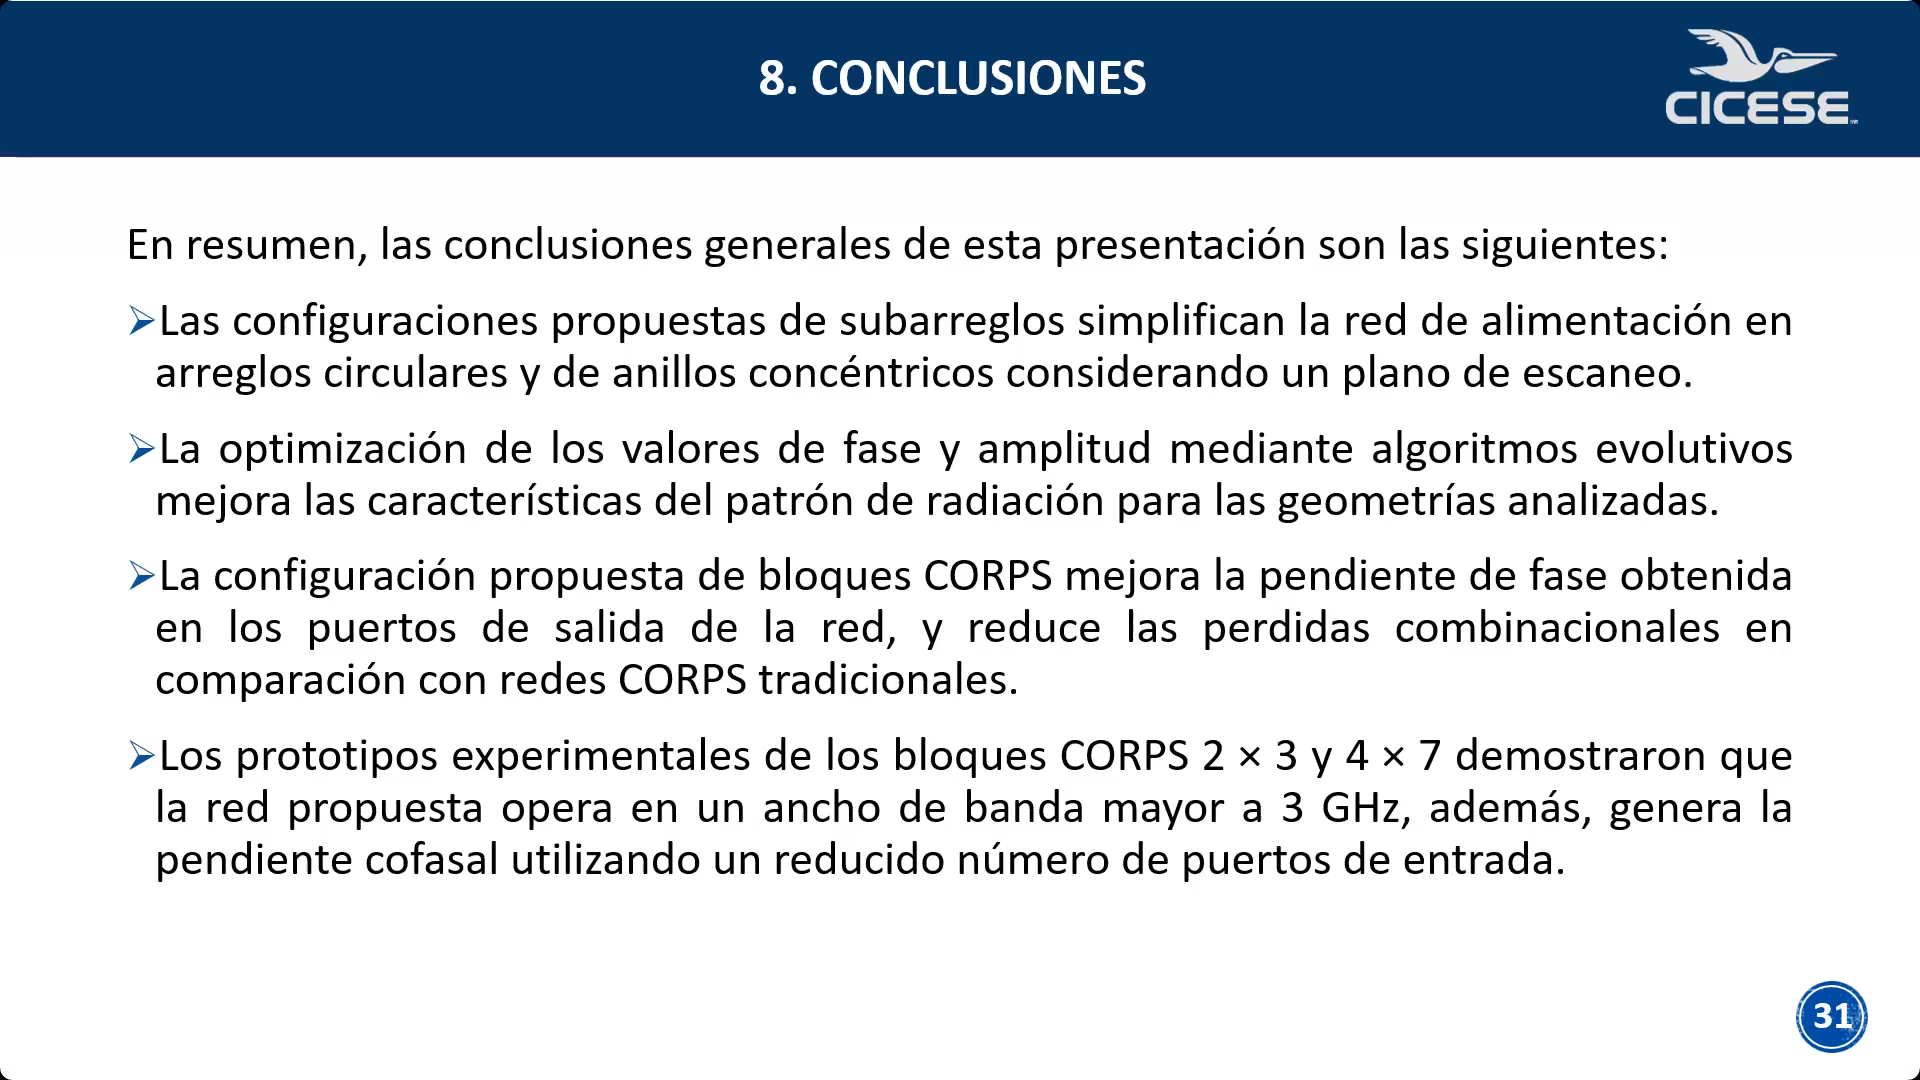 8. CONCLUSIONES
CICESE
En resumen, las conclusiones generales de esta presentación son las siguientes:
Las configuraciones propuestas de subarreglos simplifican la red de alimentación en
arreglos circulares y de anillos concéntricos considerando un plano de escaneo.
La optimización de los valores de fase y amplitud mediante algoritmos evolutivos
mejora las características del patrón de radiación para las geometrías analizadas.
La configuración propuesta de bloques CORPS mejora la pendiente de fase obtenida
en los puertos de salida de la red, y reduce las perdidas combinacionales en
comparación con redes CORPS tradicionales.
Los prototipos experimentales de los bloques CORPS 2 × 3 y 4 × 7 demostraron que
la red propuesta opera en un ancho de banda mayor a 3 GHz, además, genera la
pendiente cofasal utilizando un reducido número de puertos de entrada.
31